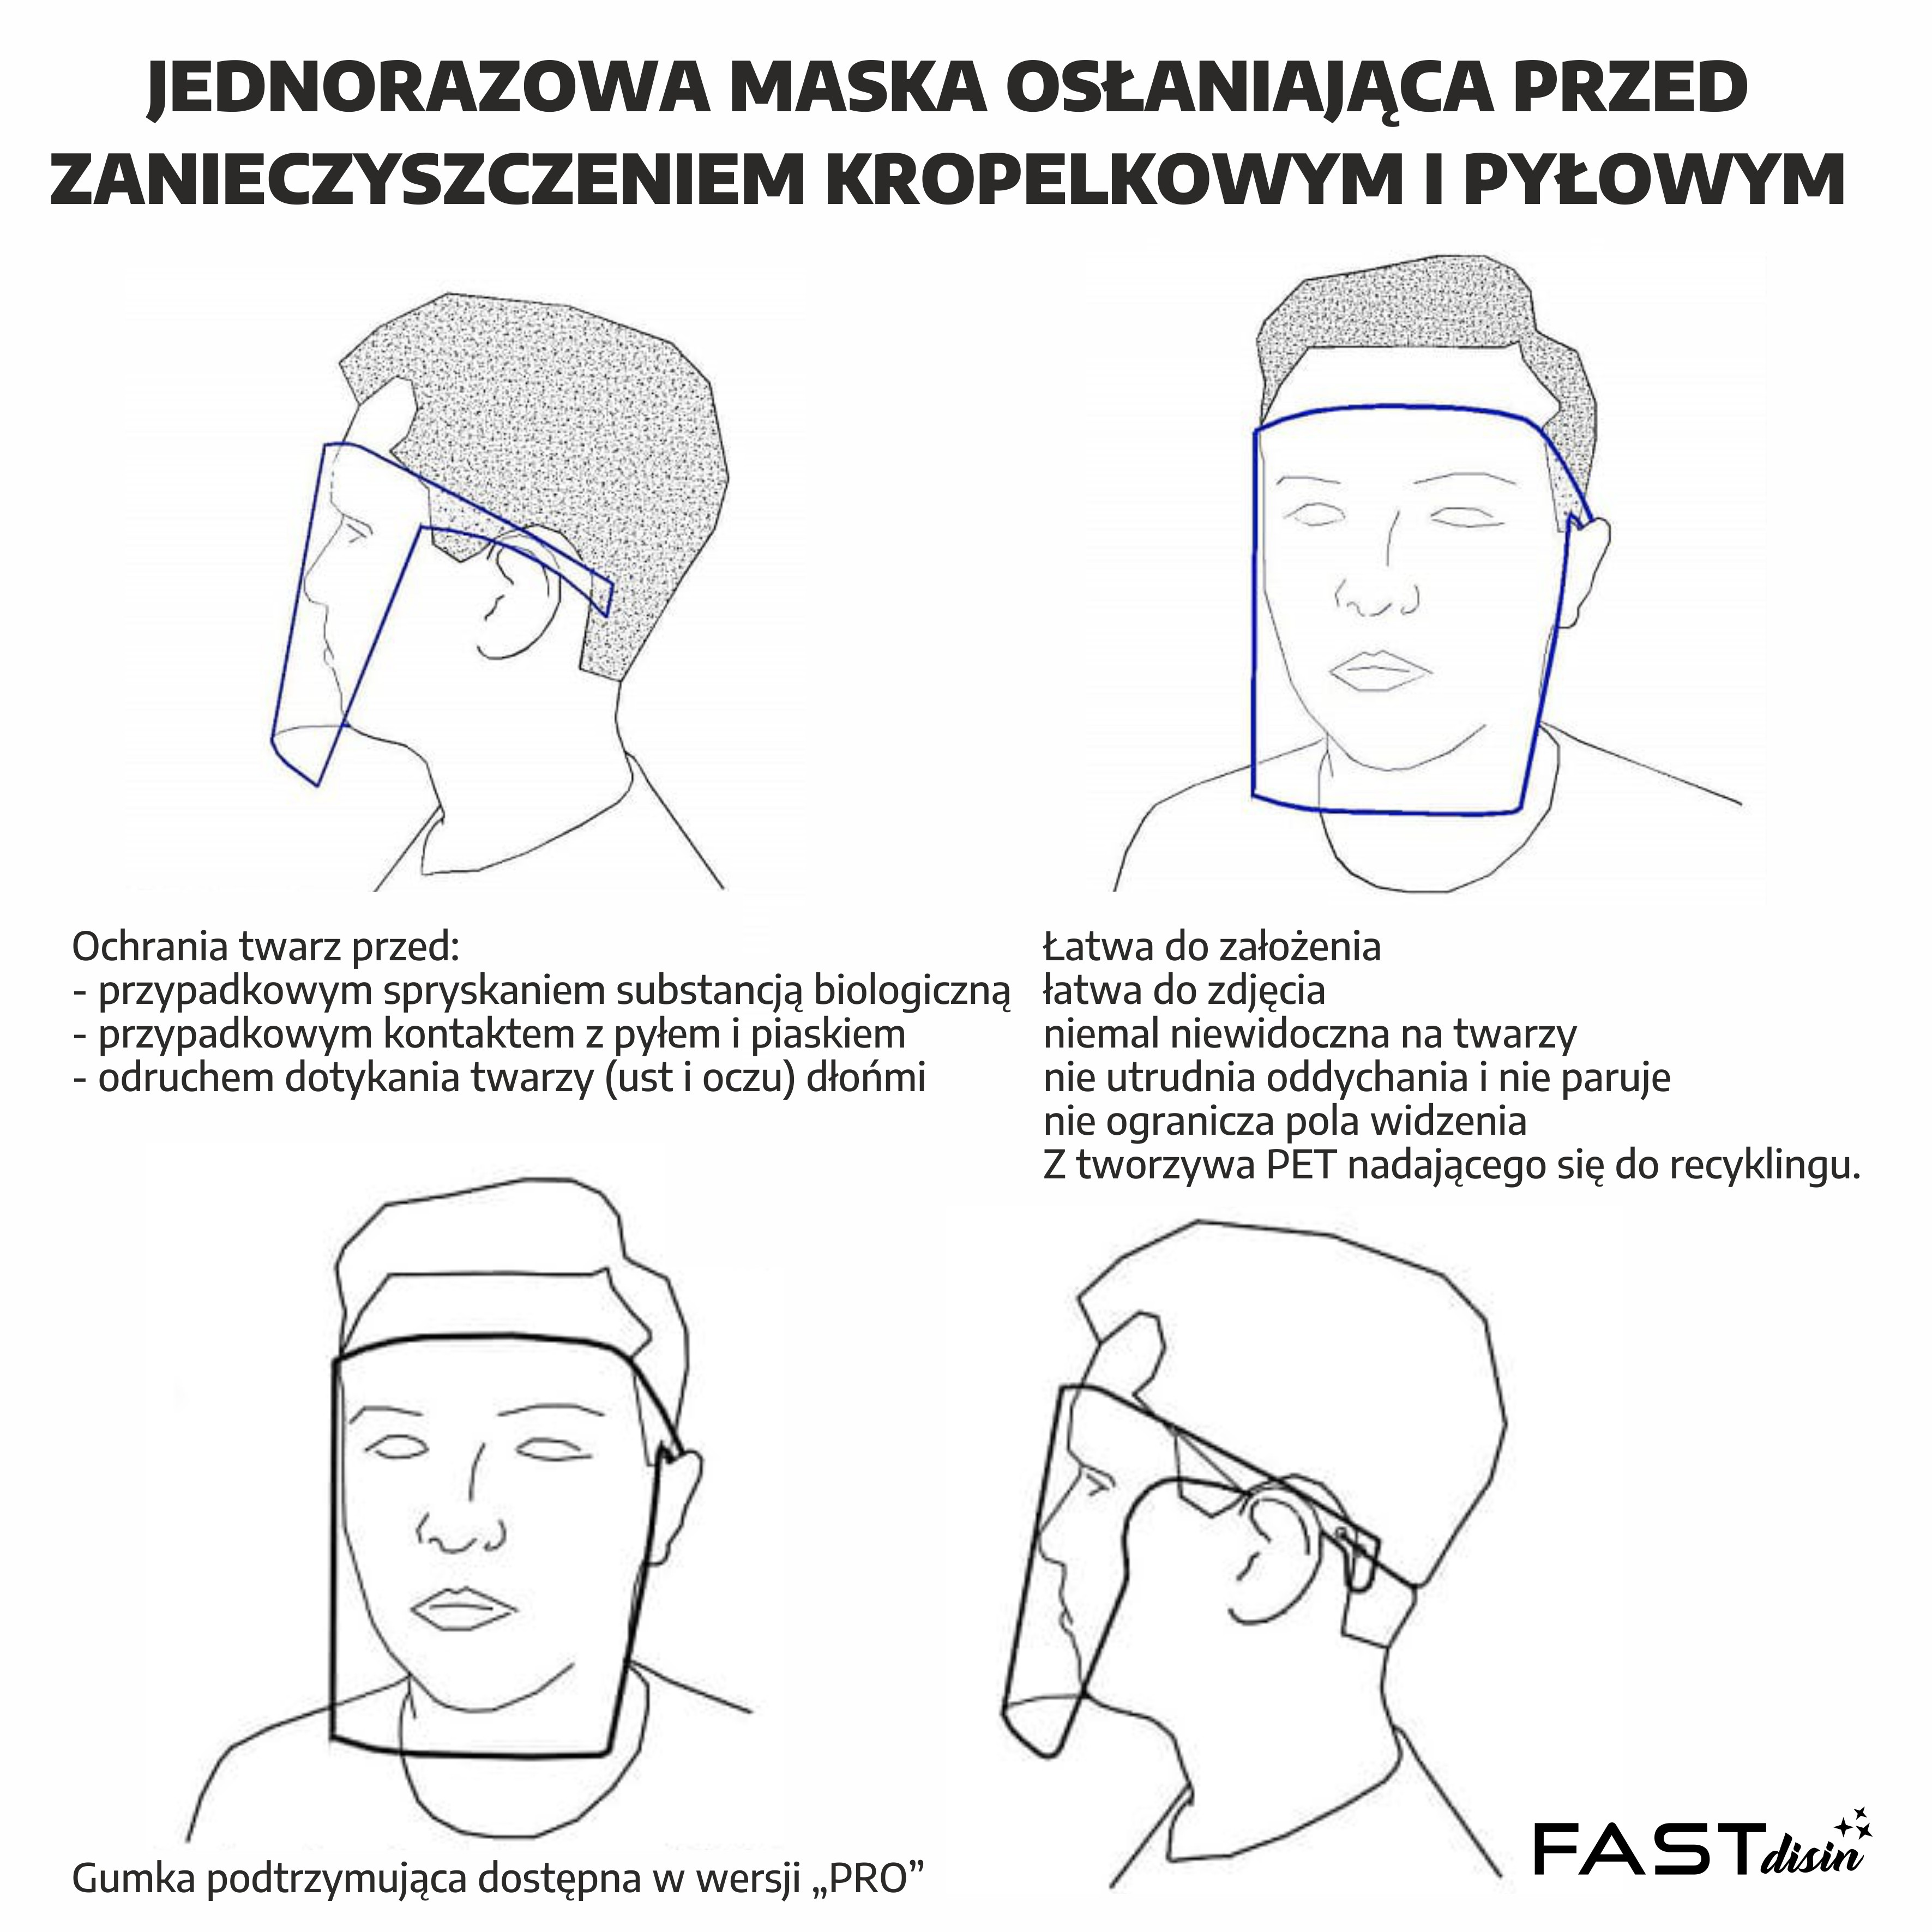 JEDNORAZOWA MASKA OSŁANIAJĄCA PRZED
ZANIECZYSZCZENIEM KROPELKOWYM I PYŁOWYM
Ochrania twarz przed:
- przypadkowym spryskaniem substancją biologiczną
- przypadkowym kontaktem z pyłem i piaskiem
- odruchem dotykania twarzy (ust i oczu) dłońmi
Łatwa do założenia
łatwa do zdjęcia
niemal niewidoczna na twarzy
nie utrudnia oddychania i nie paruje
nie ogranicza pola widzenia
Z tworzywa PET nadającego się do recyklingu.
Gumka podtrzymująca dostępna w wersji „PRO”
FAST disin